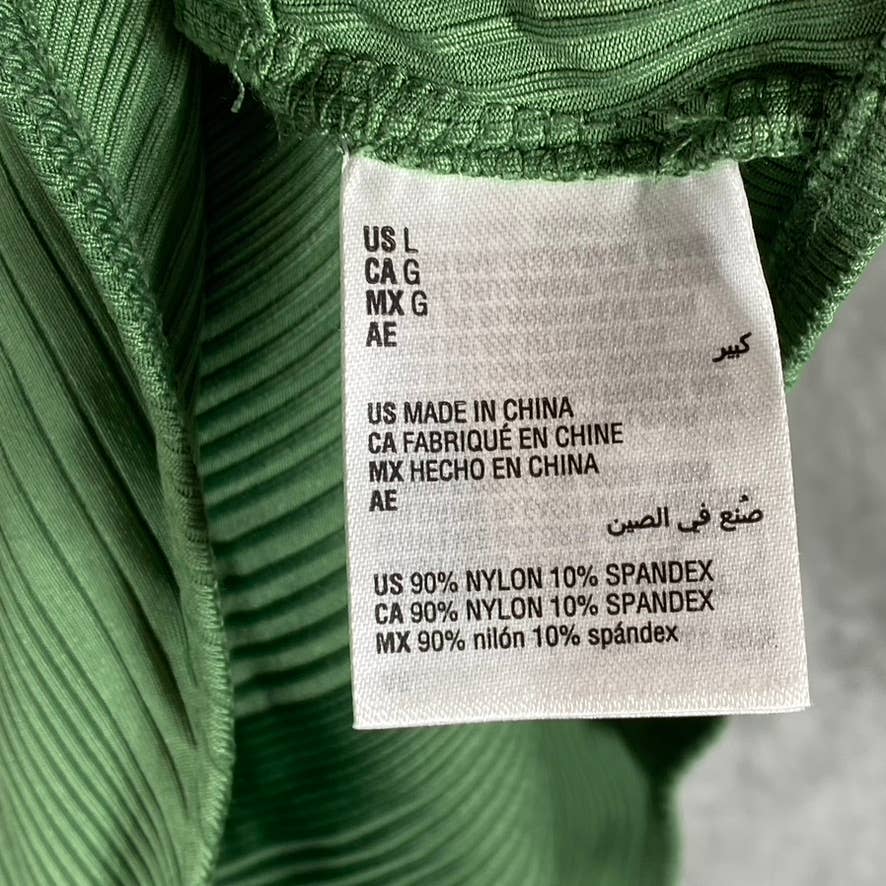 US L
CA G
MX G
AE
كبير
US MADE IN CHINA
CA FABRIQUÉ EN CHINE
MX HECHO EN CHINA
AE
صُنع في الصين
US 90% NYLON 10% SPANDEX
CA 90% NYLON 10% SPANDEX
MX 90% nilón 10% spándex